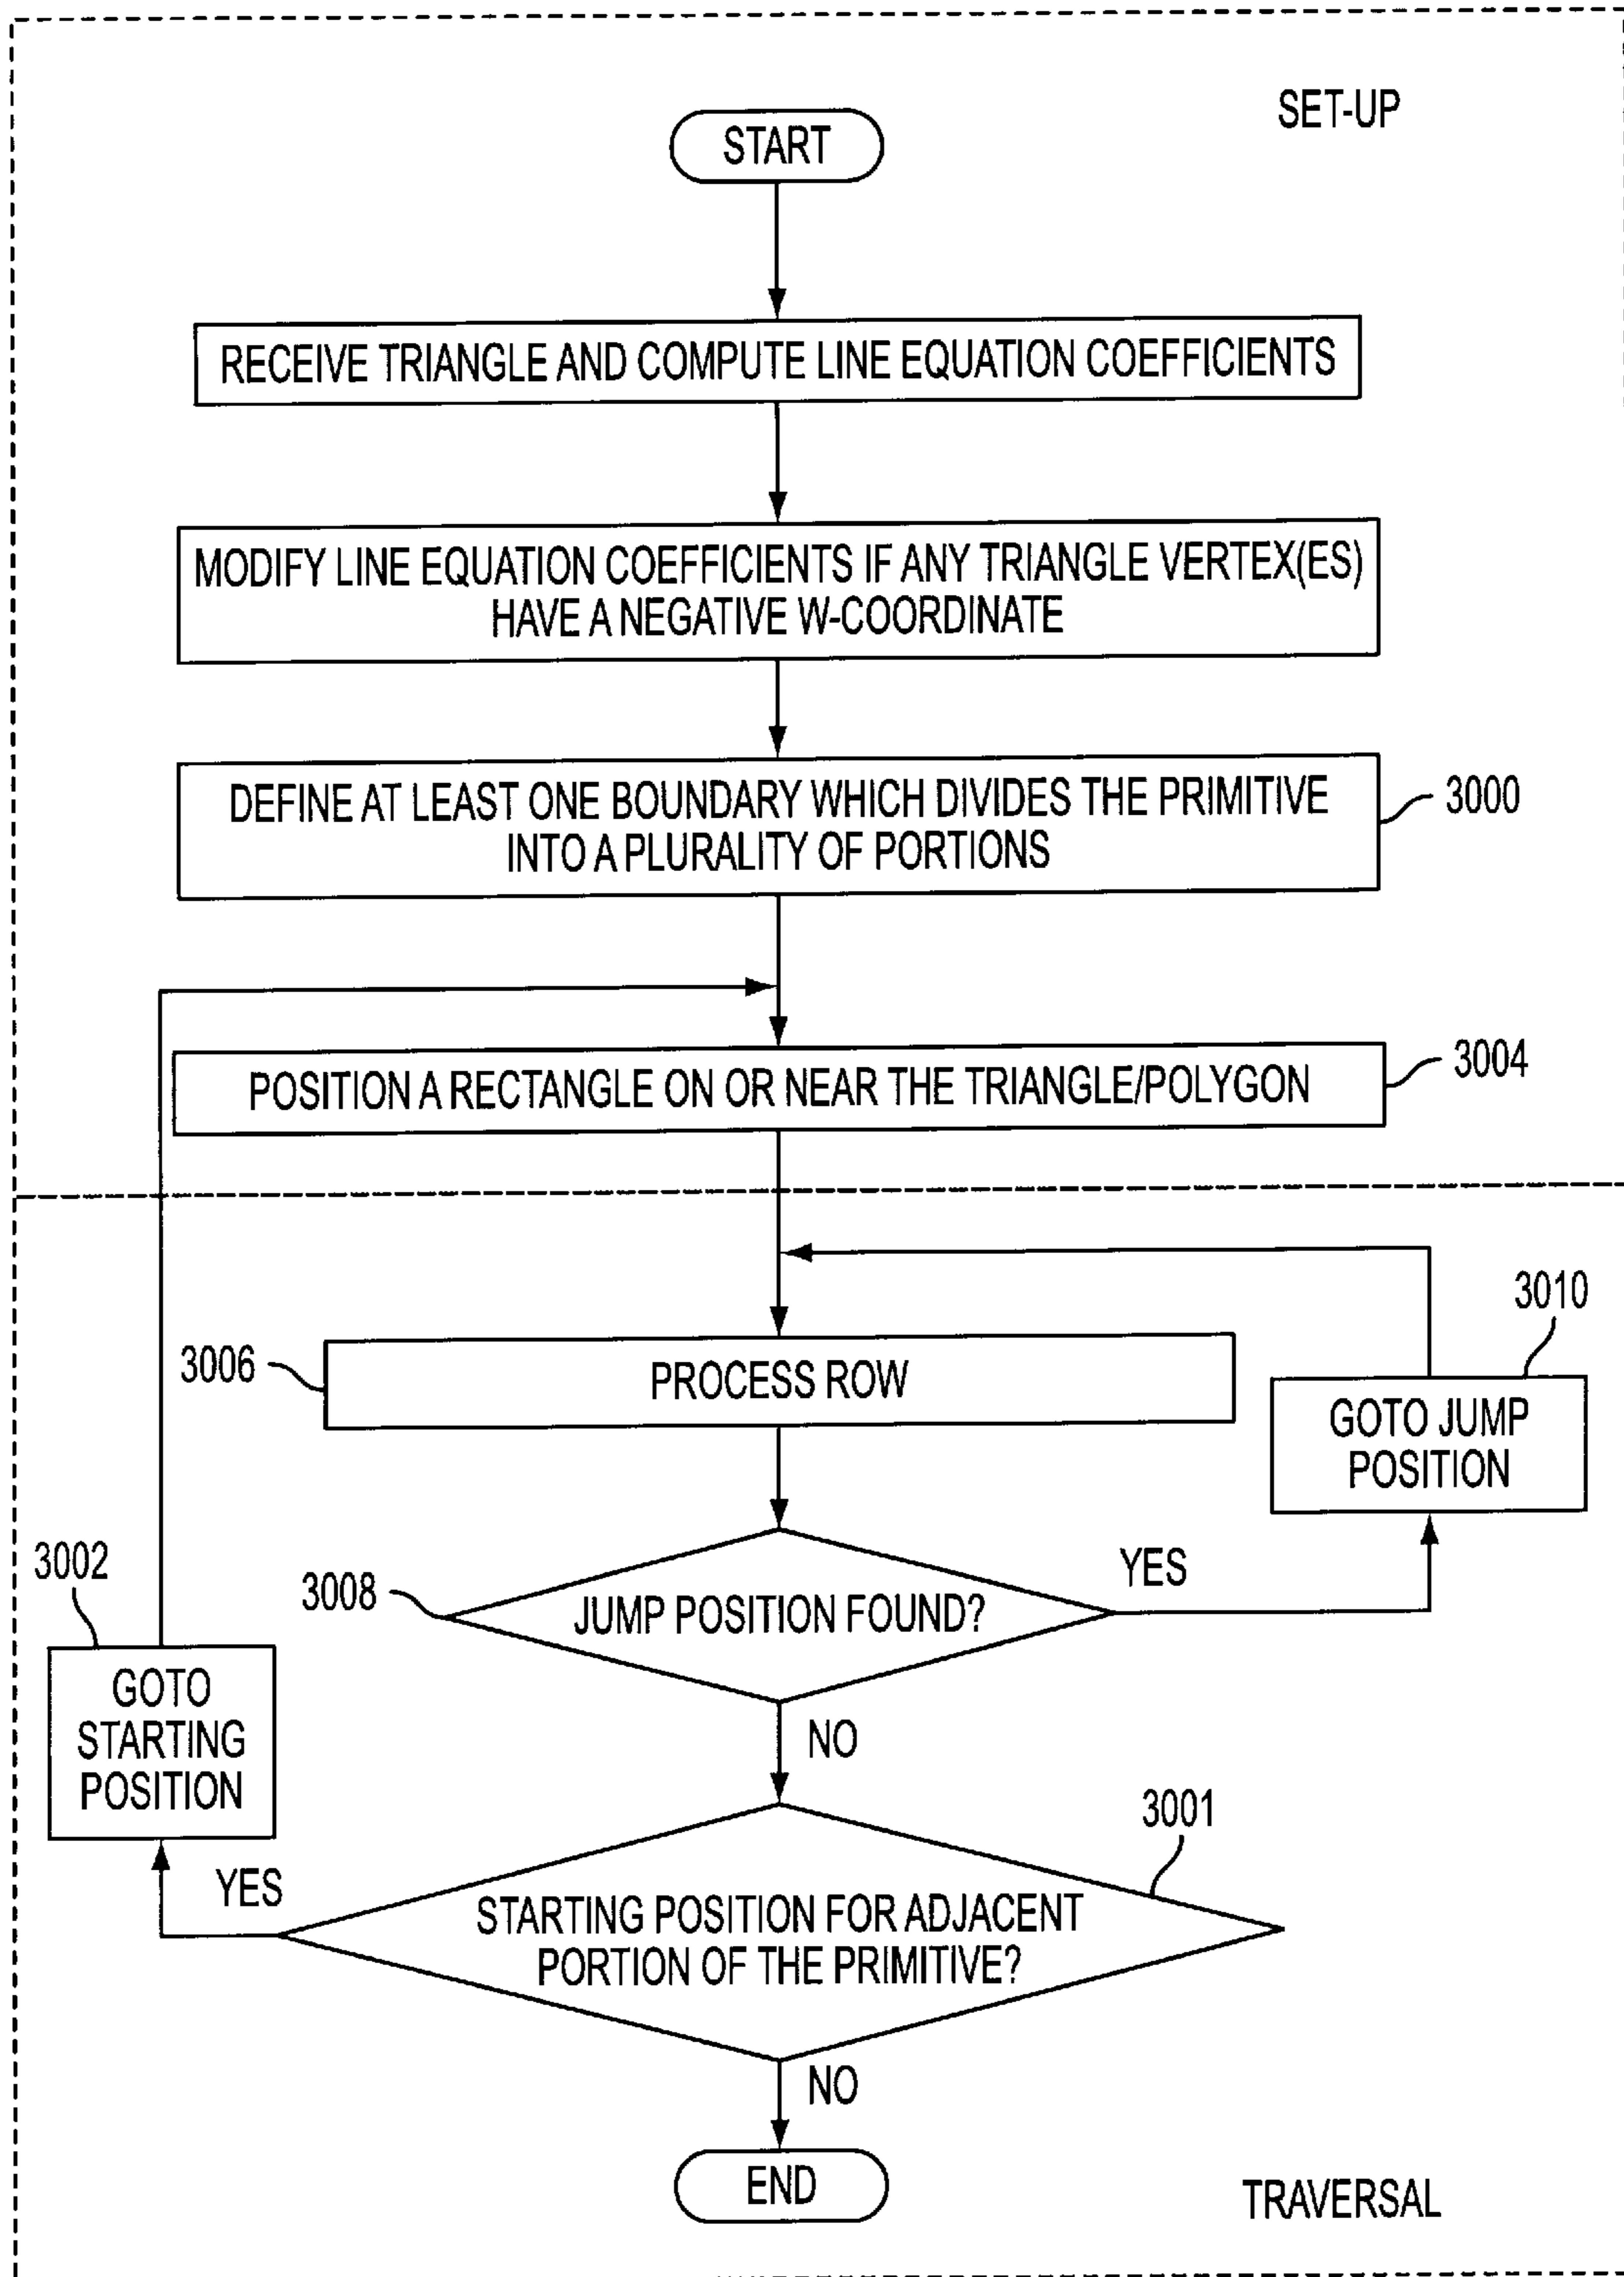 SET-UP
START
RECEIVE TRIANGLE AND COMPUTE LINE EQUATION COEFFICIENTS
MODIFY LINE EQUATION COEFFICIENTS IF ANY TRIANGLE VERTEX(ES)
HAVE A NEGATIVE W-COORDINATE
DEFINE AT LEAST ONE BOUNDARY WHICH DIVIDES THE PRIMITIVE
INTO A PLURALITY OF PORTIONS
3000
POSITION A RECTANGLE ON OR NEAR THE TRIANGLE/POLYGON
3004
3006
PROCESS ROW
3010
GOTO JUMP
POSITION
3008
JUMP POSITION FOUND?
YES
NO
3002
GOTO
STARTING
POSITION
YES
3001
STARTING POSITION FOR ADJACENT
PORTION OF THE PRIMITIVE?
NO
END
TRAVERSAL